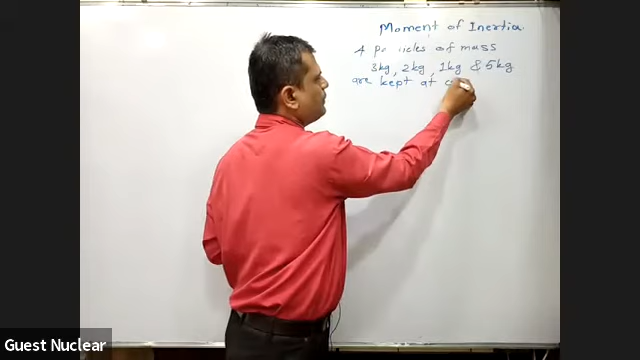 Moment of Inertia
4 Particles of mass
3kg, 2kg, 1kg & 5kg
are kept at
Guest Nuclear